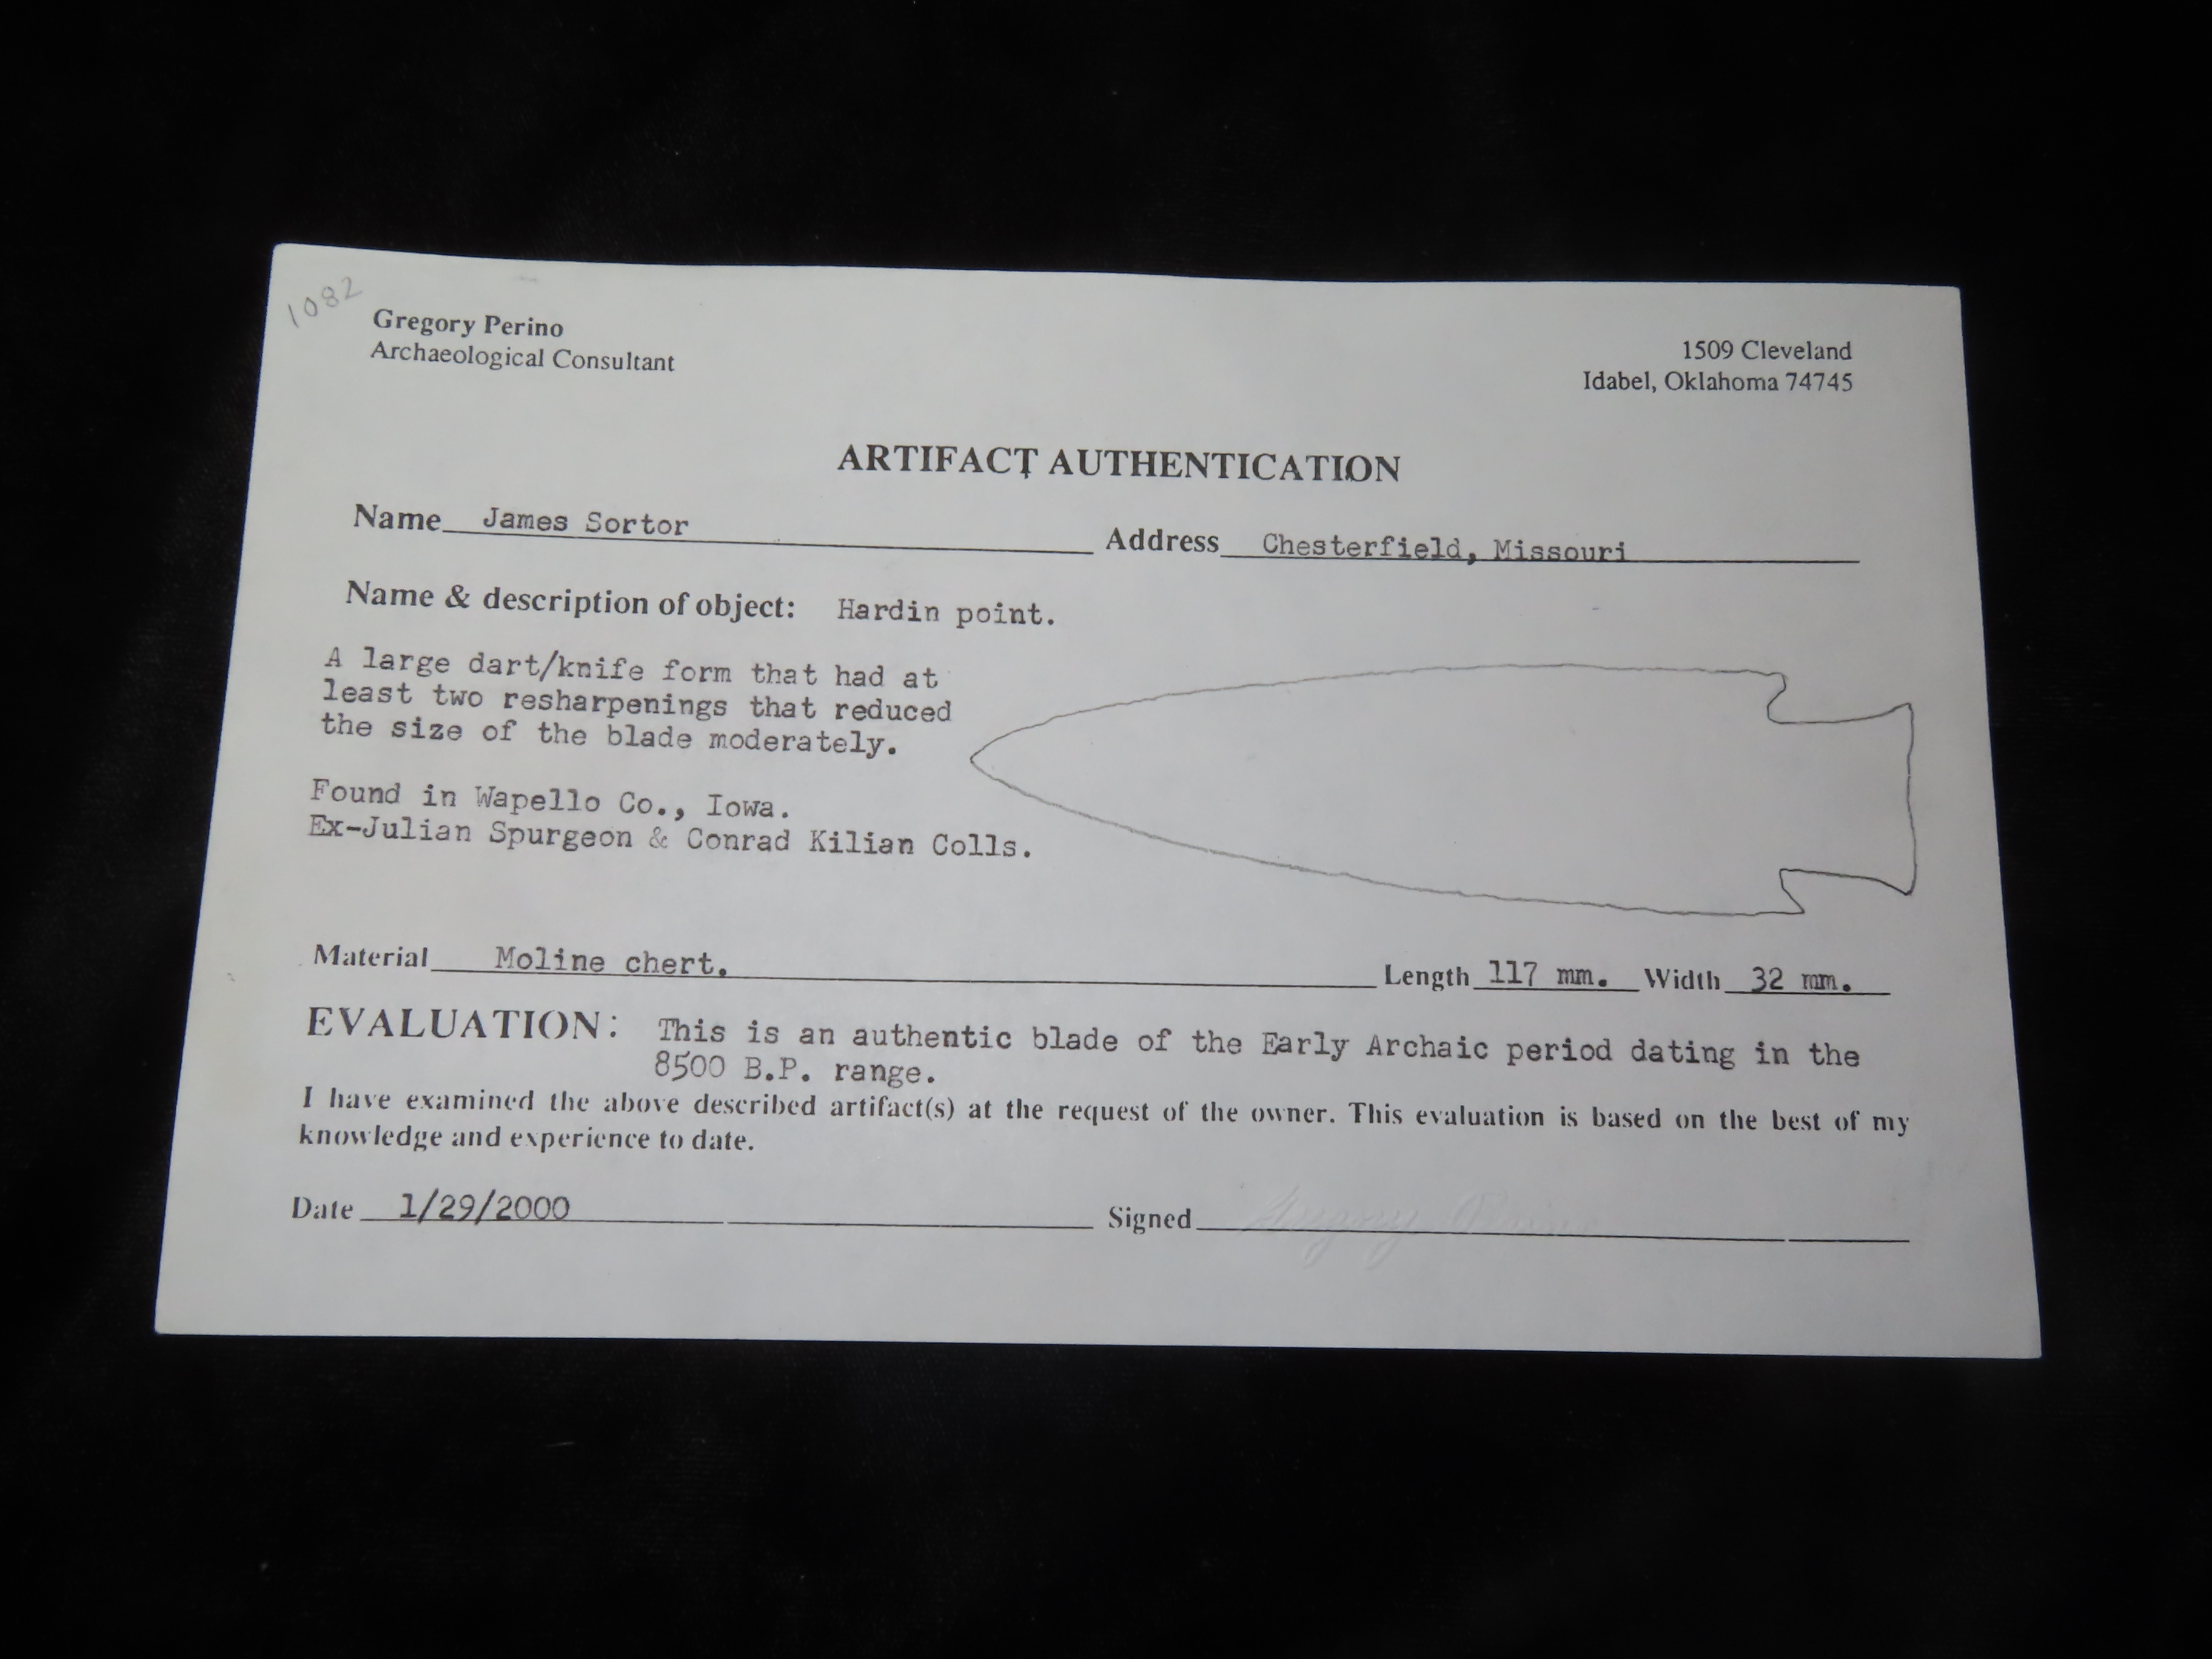 1082
Gregory Perino
Archaeological Consultant
1509 Cleveland
Idabel, Oklahoma 74745
ARTIFACT AUTHENTICATION
Name James Sortor Address Chesterfield, Missouri
Name & description of object: Hardin point.
A large dart/knife form that had at
least two resharpenings that reduced
the size of the blade moderately.
Found in Wapello Co., Iowa.
Ex-Julian Spurgeon & Conrad Kilian Colls.
Material Moline chert. Length 117 mm. Width 32 mm.
EVALUATION: This is an authentic blade of the Early Archaic period dating in the
8500 B.P. range.
I have examined the above described artifact(s) at the request of the owner. This evaluation is based on the best of my
knowledge and experience to date.
Date 1/29/2000 Signed Gregory Perino